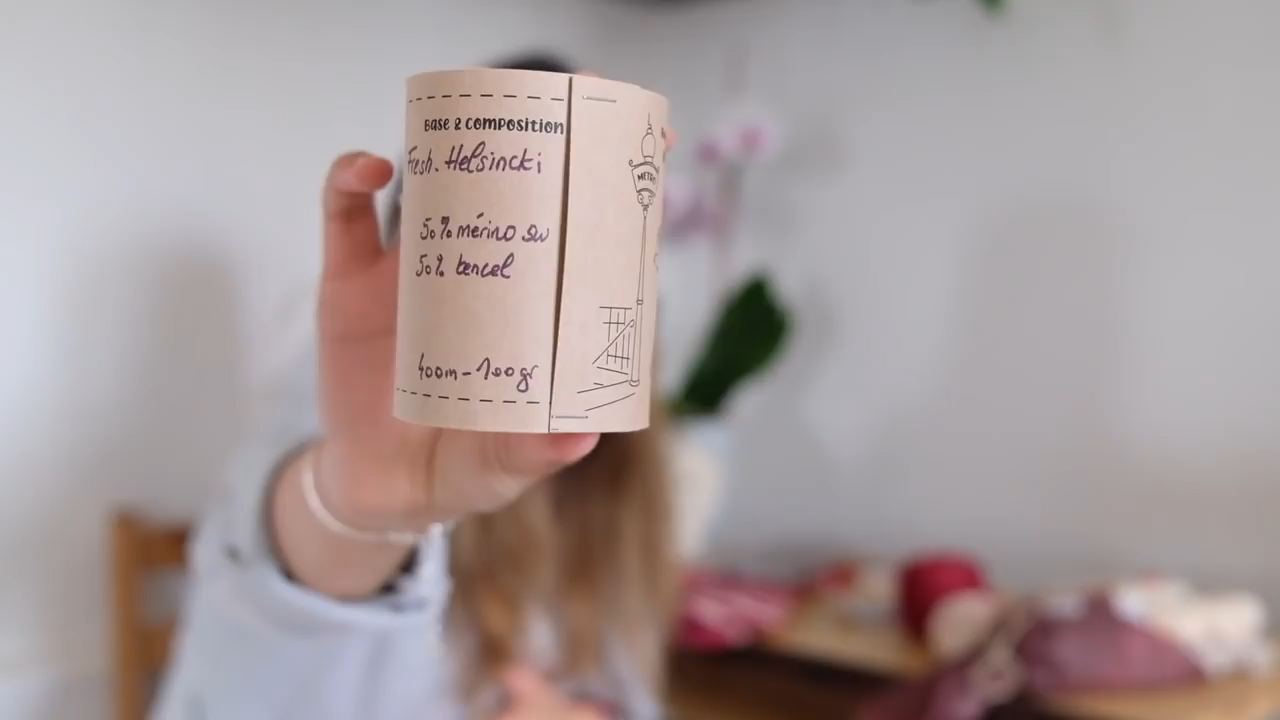 Base & Composition
Fresh. Helsincki
50% mérino sw
50% tencel
400m - 100gr
METRO